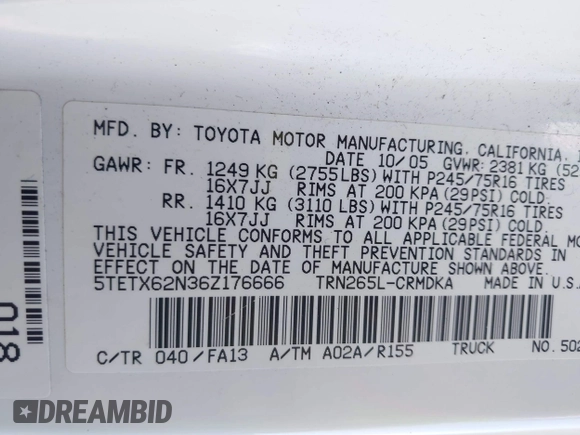 MFD. BY: TOYOTA MOTOR MANUFACTURING. CALIFORNIA.
DATE 10/05 GVWR: 2381 KG (52
GAWR: FR. 1249 KG (2755LBS) WITH P245/75R16 TIRES
16X7JJ RIMS AT 200 KPA (29PSI) COLD.
RR. 1410 KG (3110 LBS) WITH P245/75R16 TIRES
16X7JJ RIMS AT 200 KPA (29PSI) COLD
THIS VEHICLE CONFORMS TO ALL APPLICABLE FEDERAL MO
VEHICLE SAFETY AND THEFT PREVENTION STANDARDS IN
EFFECT ON THE DATE OF MANUFACTURE SHOWN ABOVE.
5TETX62N36Z176666 TRN265L-CRMDKA MADE IN U.S.
018
C/TR 040/FA13 A/TM A02A/R155 TRUCK NO. 502
DREAMBID